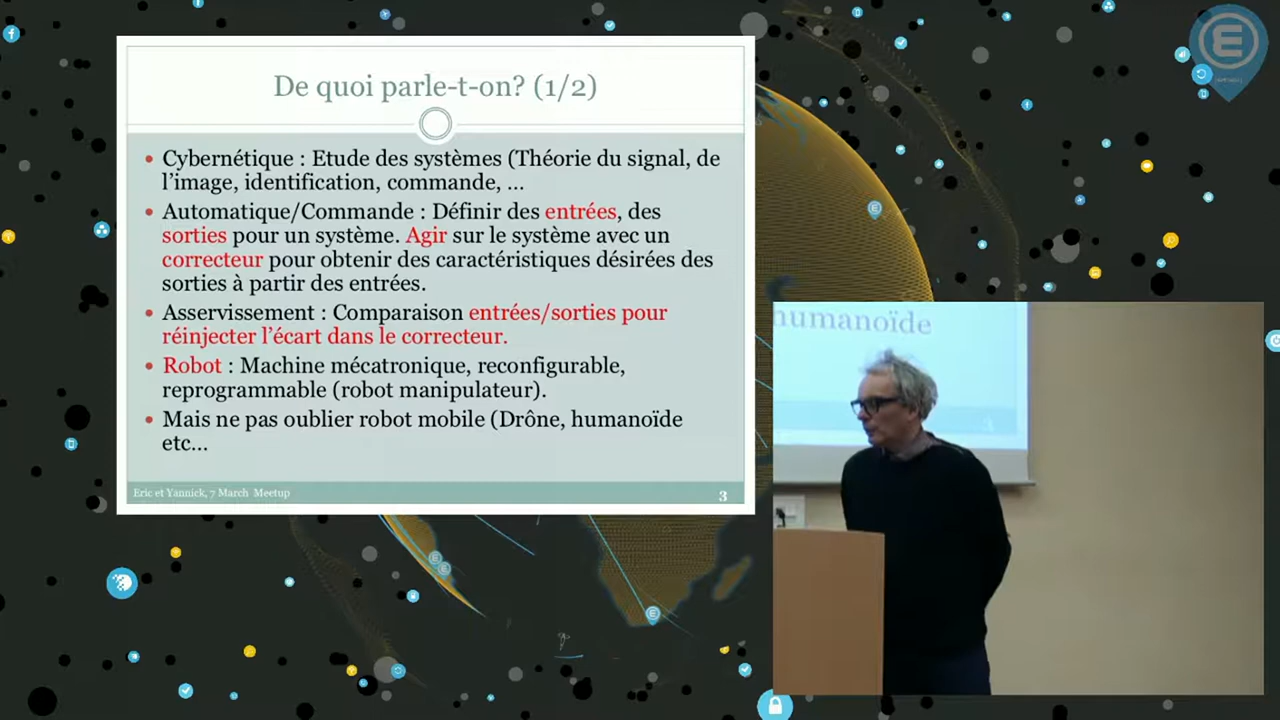 De quoi parle-t-on? (1/2)
• Cybernétique : Etude des systèmes (Théorie du signal, de
l'image, identification, commande, ...
• Automatique/Commande : Définir des entrées, des
sorties pour un système. Agir sur le système avec un
correcteur pour obtenir des caractéristiques désirées des
sorties à partir des entrées.
• Asservissement : Comparaison entrées/sorties pour
réinjecter l'écart dans le correcteur.
• Robot : Machine mécatronique, reconfigurable,
reprogrammable (robot manipulateur).
• Mais ne pas oublier robot mobile (Drône, humanoïde
etc...
Eric et Yannick, 7 March Meetup
3
humanoïde
3